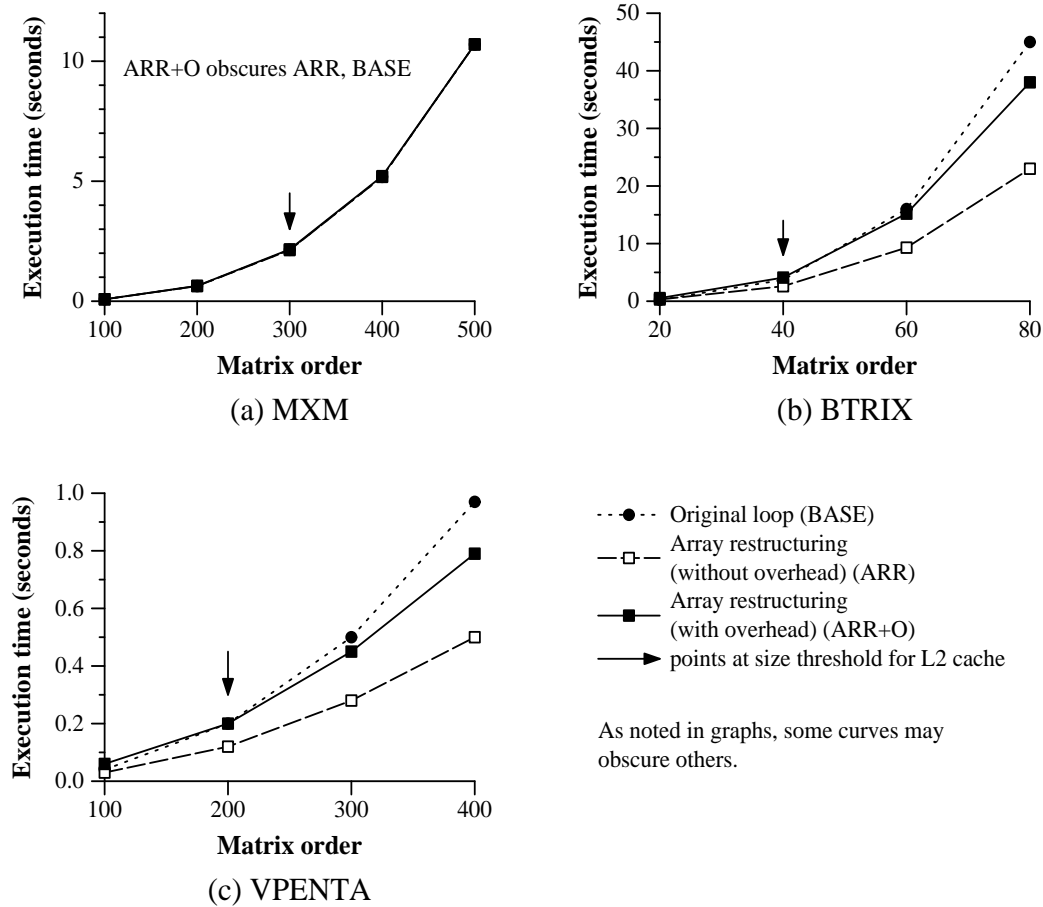 Execution time (seconds)
10
5
0
ARR+O obscures ARR, BASE
100 200 300 400 500
Matrix order
(a) MXM
Execution time (seconds)
50
40
30
20
10
0
20 40 60 80
Matrix order
(b) BTRIX
Execution time (seconds)
1.0
0.8
0.6
0.4
0.2
0.0
100 200 300 400
Matrix order
(c) VPENTA
Original loop (BASE)
Array restructuring
(without overhead) (ARR)
Array restructuring
(with overhead) (ARR+O)
points at size threshold for L2 cache
As noted in graphs, some curves may
obscure others.